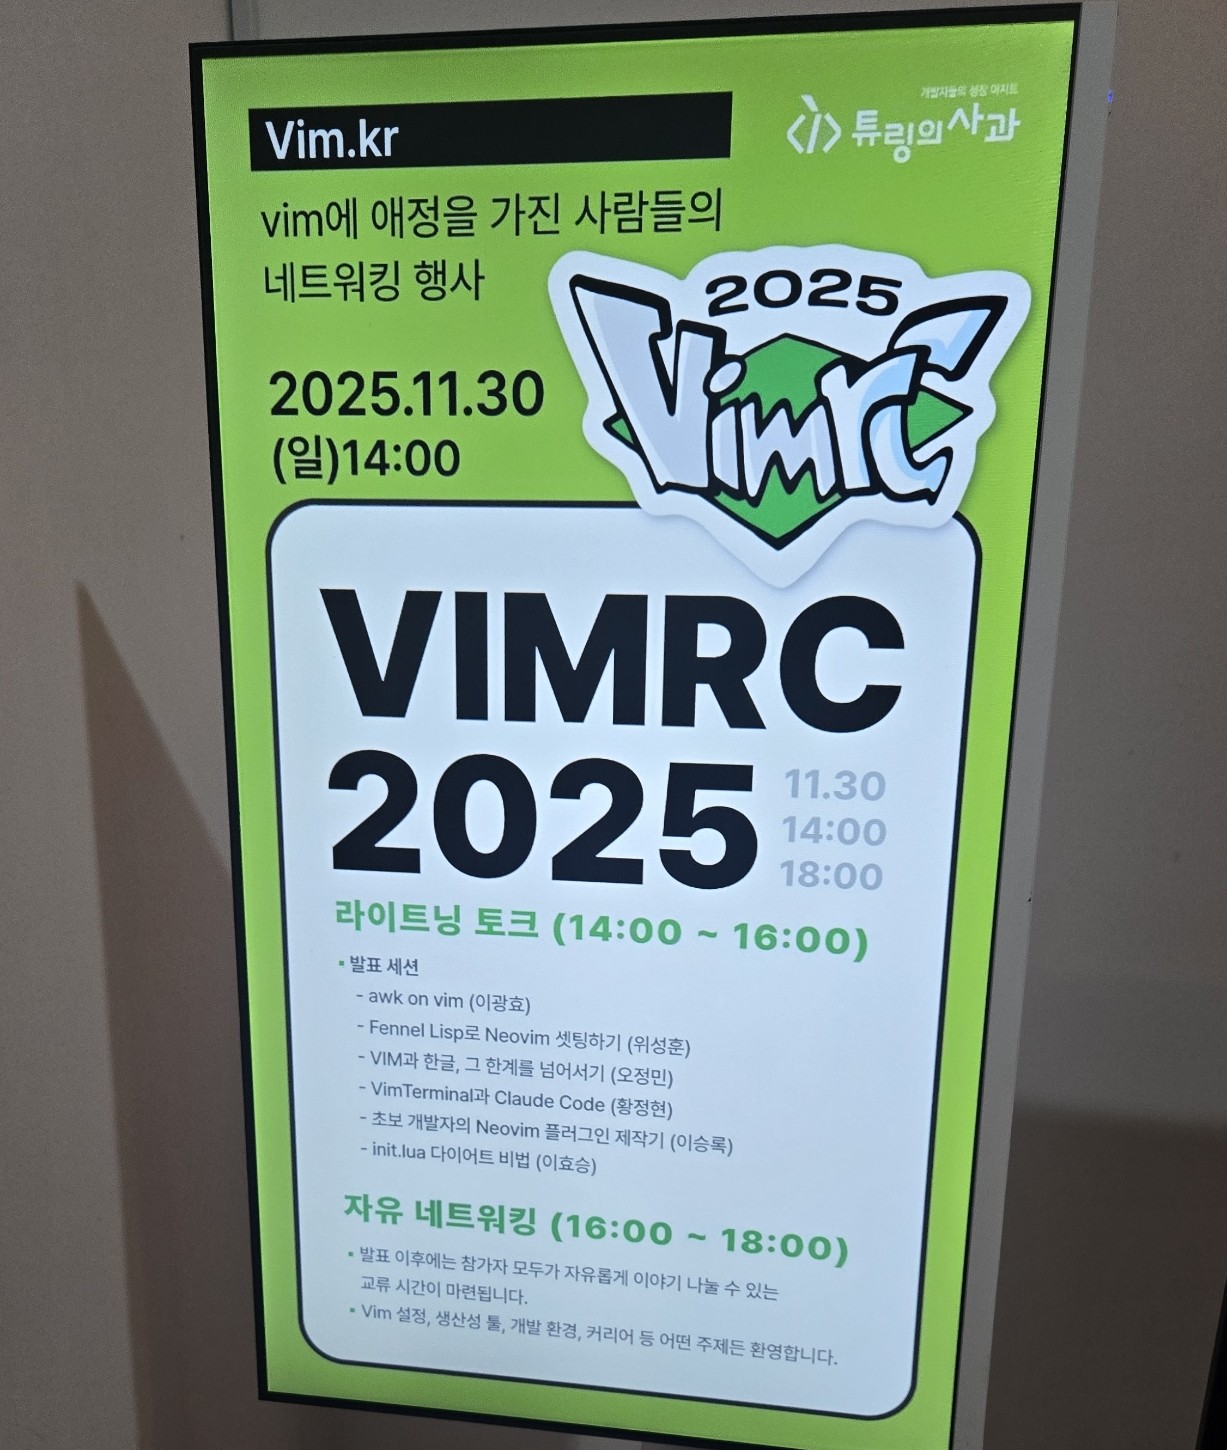 Vim.kr
개발자들의 성장 아지트
튜링의사과
vim에 애정을 가진 사람들의
네트워킹 행사
2025.11.30
(일)14:00
2025
Vimrc
VIMRC
2025
11.30
14:00
18:00
라이트닝 토크 (14:00 ~ 16:00)
▪ 발표 세션
- awk on vim (이광효)
- Fennel Lisp로 Neovim 셋팅하기 (위성훈)
- VIM과 한글, 그 한계를 넘어서기 (오정민)
- VimTerminal과 Claude Code (황정현)
- 초보 개발자의 Neovim 플러그인 제작기 (이승록)
- init.lua 다이어트 비법 (이효승)
자유 네트워킹 (16:00 ~ 18:00)
▪ 발표 이후에는 참가자 모두가 자유롭게 이야기 나눌 수 있는
교류 시간이 마련됩니다.
▪ Vim 설정, 생산성 툴, 개발 환경, 커리어 등 어떤 주제든 환영합니다.